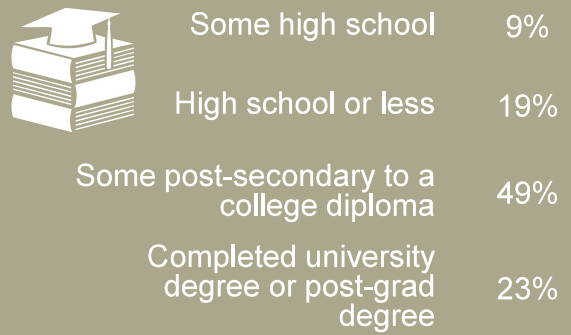 Some high school 9%
High school or less 19%
Some post-secondary to a
college diploma 49%
Completed university
degree or post-grad
degree 23%